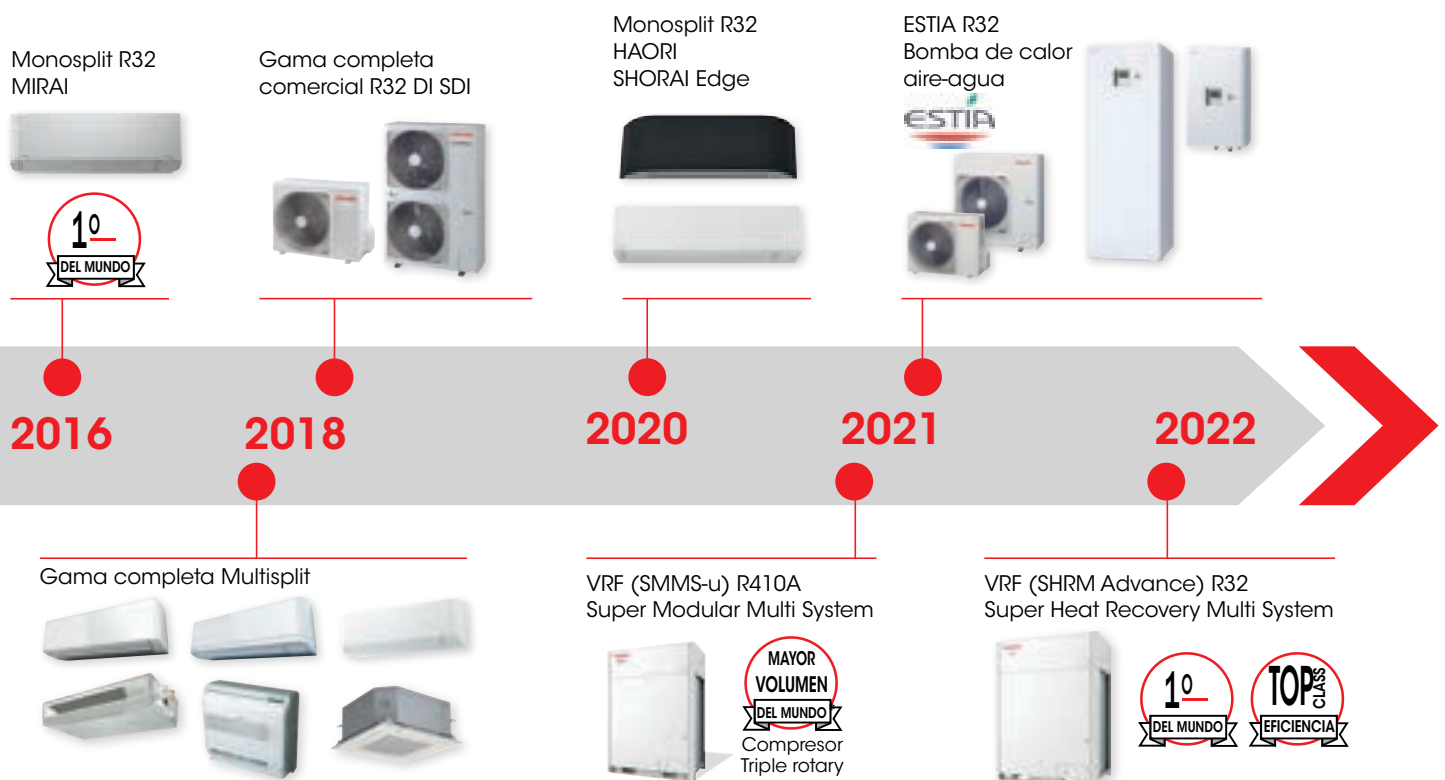 Monosplit R32
MIRAI
1º
DEL MUNDO
Gama completa
comercial R32 DI SDI
Monosplit R32
HAORI
SHORAI Edge
ESTIA R32
Bomba de calor
aire-agua
ESTIA
2016
2018
2020
2021
2022
Gama completa Multisplit
VRF (SMMS-u) R410A
Super Modular Multi System
MAYOR
VOLUMEN
DEL MUNDO
Compresor
Triple rotary
VRF (SHRM Advance) R32
Super Heat Recovery Multi System
1º
DEL MUNDO
TOP CLASS
EFICIENCIA